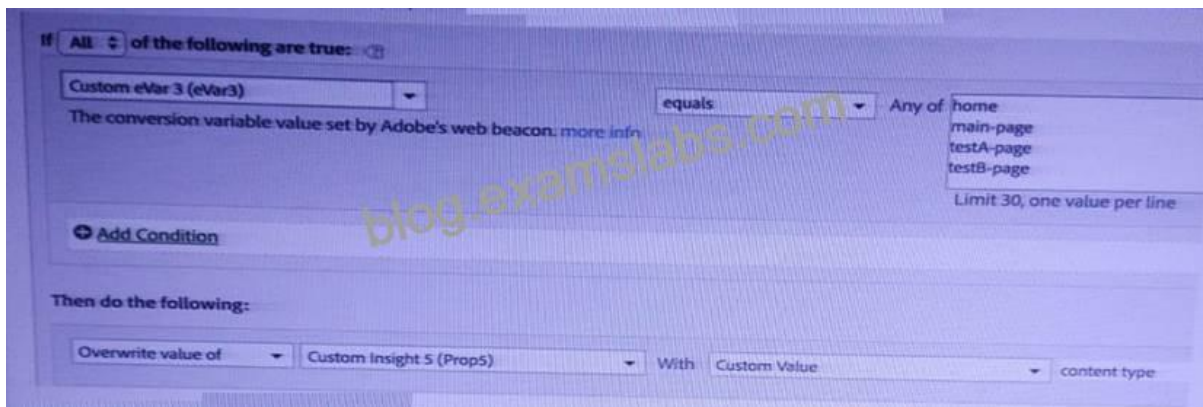 If All of the following are true:
Custom eVar 3 (eVar3)
equals
Any of
home
main-page
testA-page
testB-page
The conversion variable value set by Adobe's web beacon. more info
Limit 30, one value per line
blog.examslabs.com
Add Condition
Then do the following:
Overwrite value of Custom Insight 5 (Prop5) With Custom Value content type